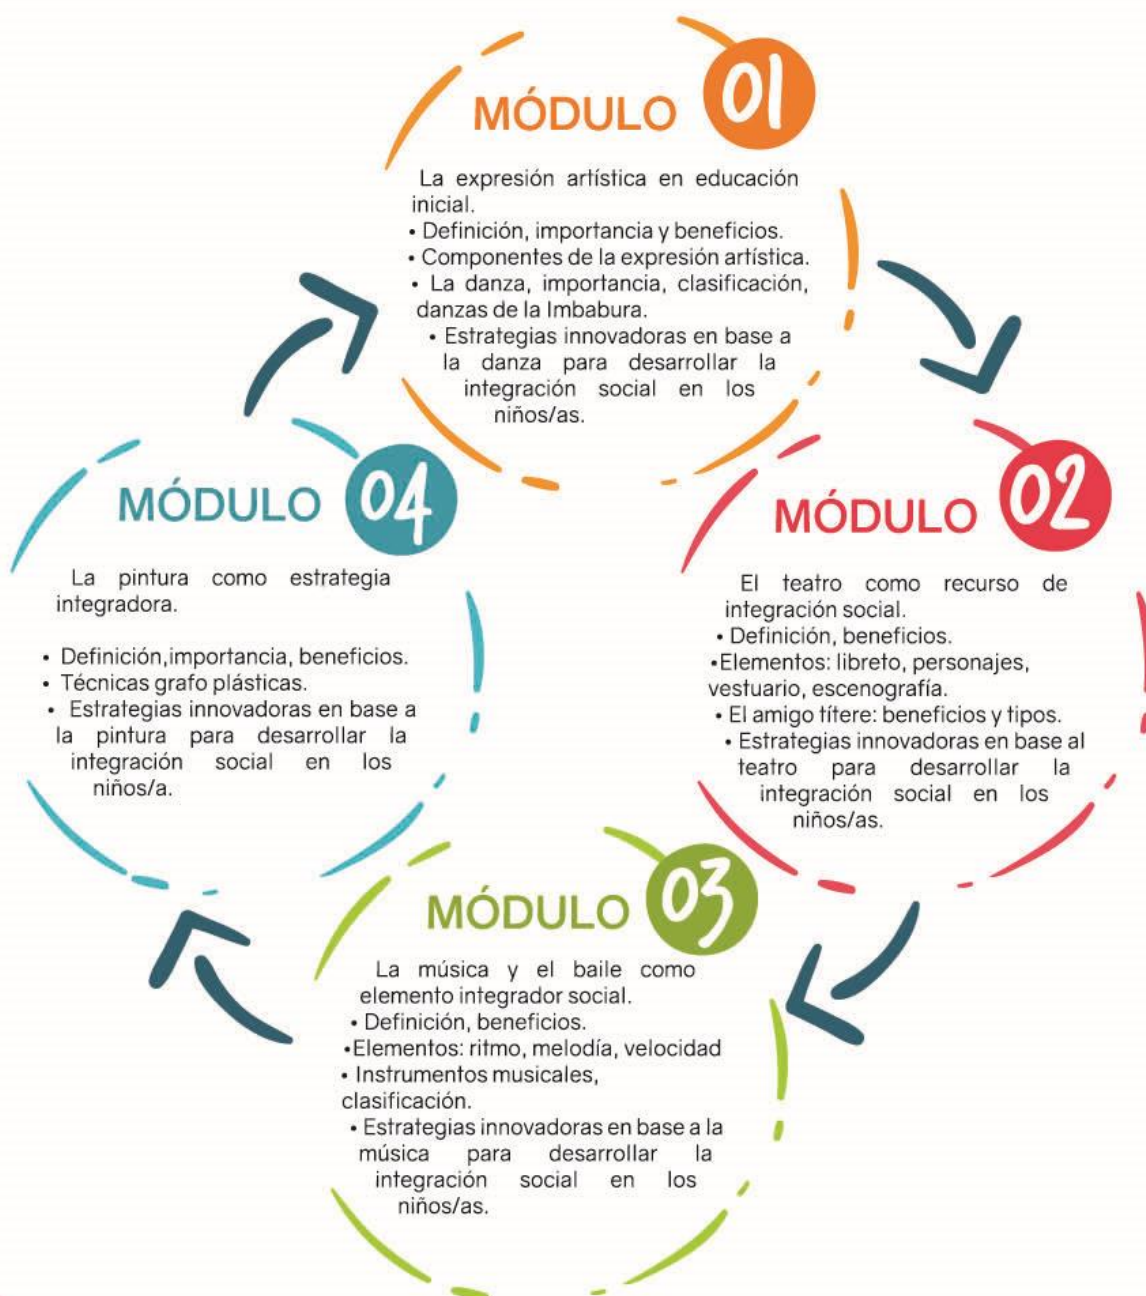 MÓDULO 01
La expresión artística en educación
inicial.
• Definición, importancia y beneficios.
• Componentes de la expresión artística.
• La danza, importancia, clasificación,
danzas de la Imbabura.
• Estrategias innovadoras en base a
la danza para desarrollar la
integración social en los
niños/as.
MÓDULO 02
El teatro como recurso de
integración social.
• Definición, beneficios.
•Elementos: libreto, personajes,
vestuario, escenografía.
• El amigo títere: beneficios y tipos.
• Estrategias innovadoras en base al
teatro para desarrollar la
integración social en los
niños/as.
MÓDULO 03
La música y el baile como
elemento integrador social.
• Definición, beneficios.
•Elementos: ritmo, melodía, velocidad
• Instrumentos musicales,
clasificación.
• Estrategias innovadoras en base a la
música para desarrollar la
integración social en los
niños/as.
MÓDULO 04
La pintura como estrategia
integradora.
• Definición,importancia, beneficios.
• Técnicas grafo plásticas.
• Estrategias innovadoras en base a
la pintura para desarrollar la
integración social en los
niños/a.